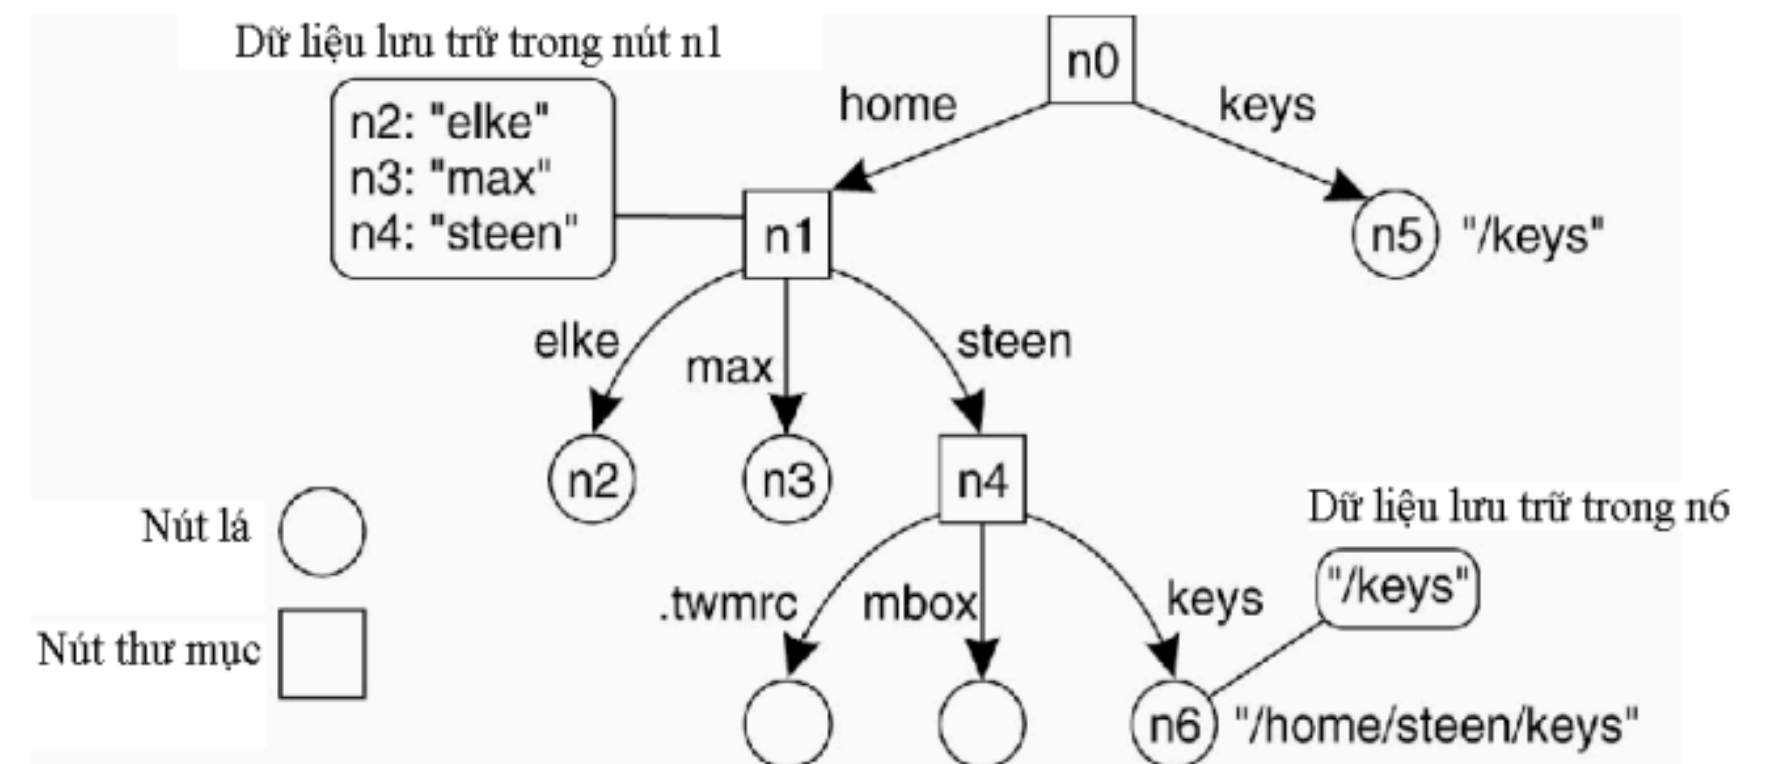 Dữ liệu lưu trữ trong nút n1
n0
home
keys
n2: "elke"
n3: "max"
n4: "steen"
n1
n5
"/keys"
elke
max
steen
n2
n3
n4
Dữ liệu lưu trữ trong n6
Nút lá
"/keys"
.twmrc
mbox
keys
Nút thư mục
n6
"/home/steen/keys"